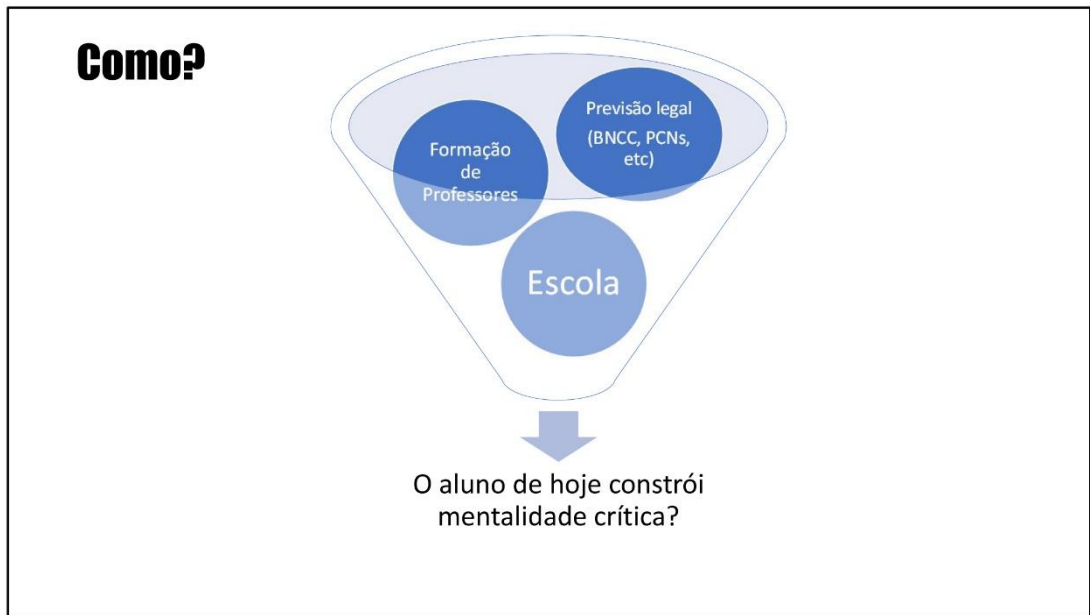 Como?
Previsão legal
(BNCC, PCNs,
etc)
Formação
de
Professores
Escola
O aluno de hoje constrói
mentalidade crítica?